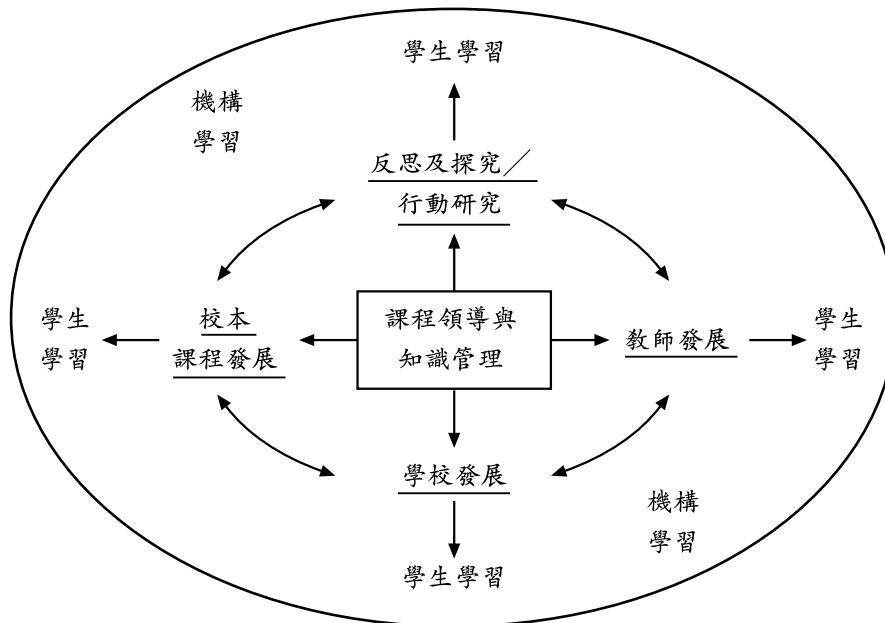 學生學習
機構
學習
反思及探究／
行動研究
學生
學習
校本
課程發展
課程領導與
知識管理
教師發展
學生
學習
學校發展
機構
學習
學生學習